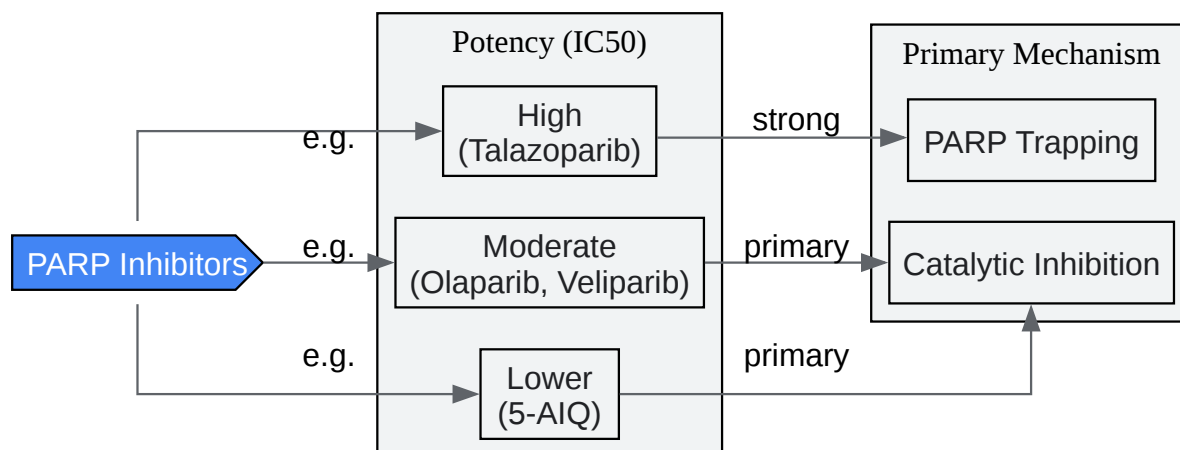 Potency (IC50)
Primary Mechanism
High
(Talazoparib)
e.g.
strong
PARP Trapping
PARP Inhibitors
e.g.
Moderate
(Olaparib, Veliparib)
primary
Catalytic Inhibition
e.g.
Lower
(5-AIQ)
primary